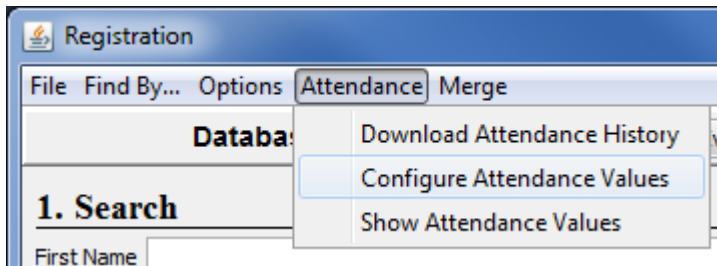 Registration
File Find By... Options Attendance Merge
Databa
Download Attendance History
Configure Attendance Values
Show Attendance Values
1. Search
First Name